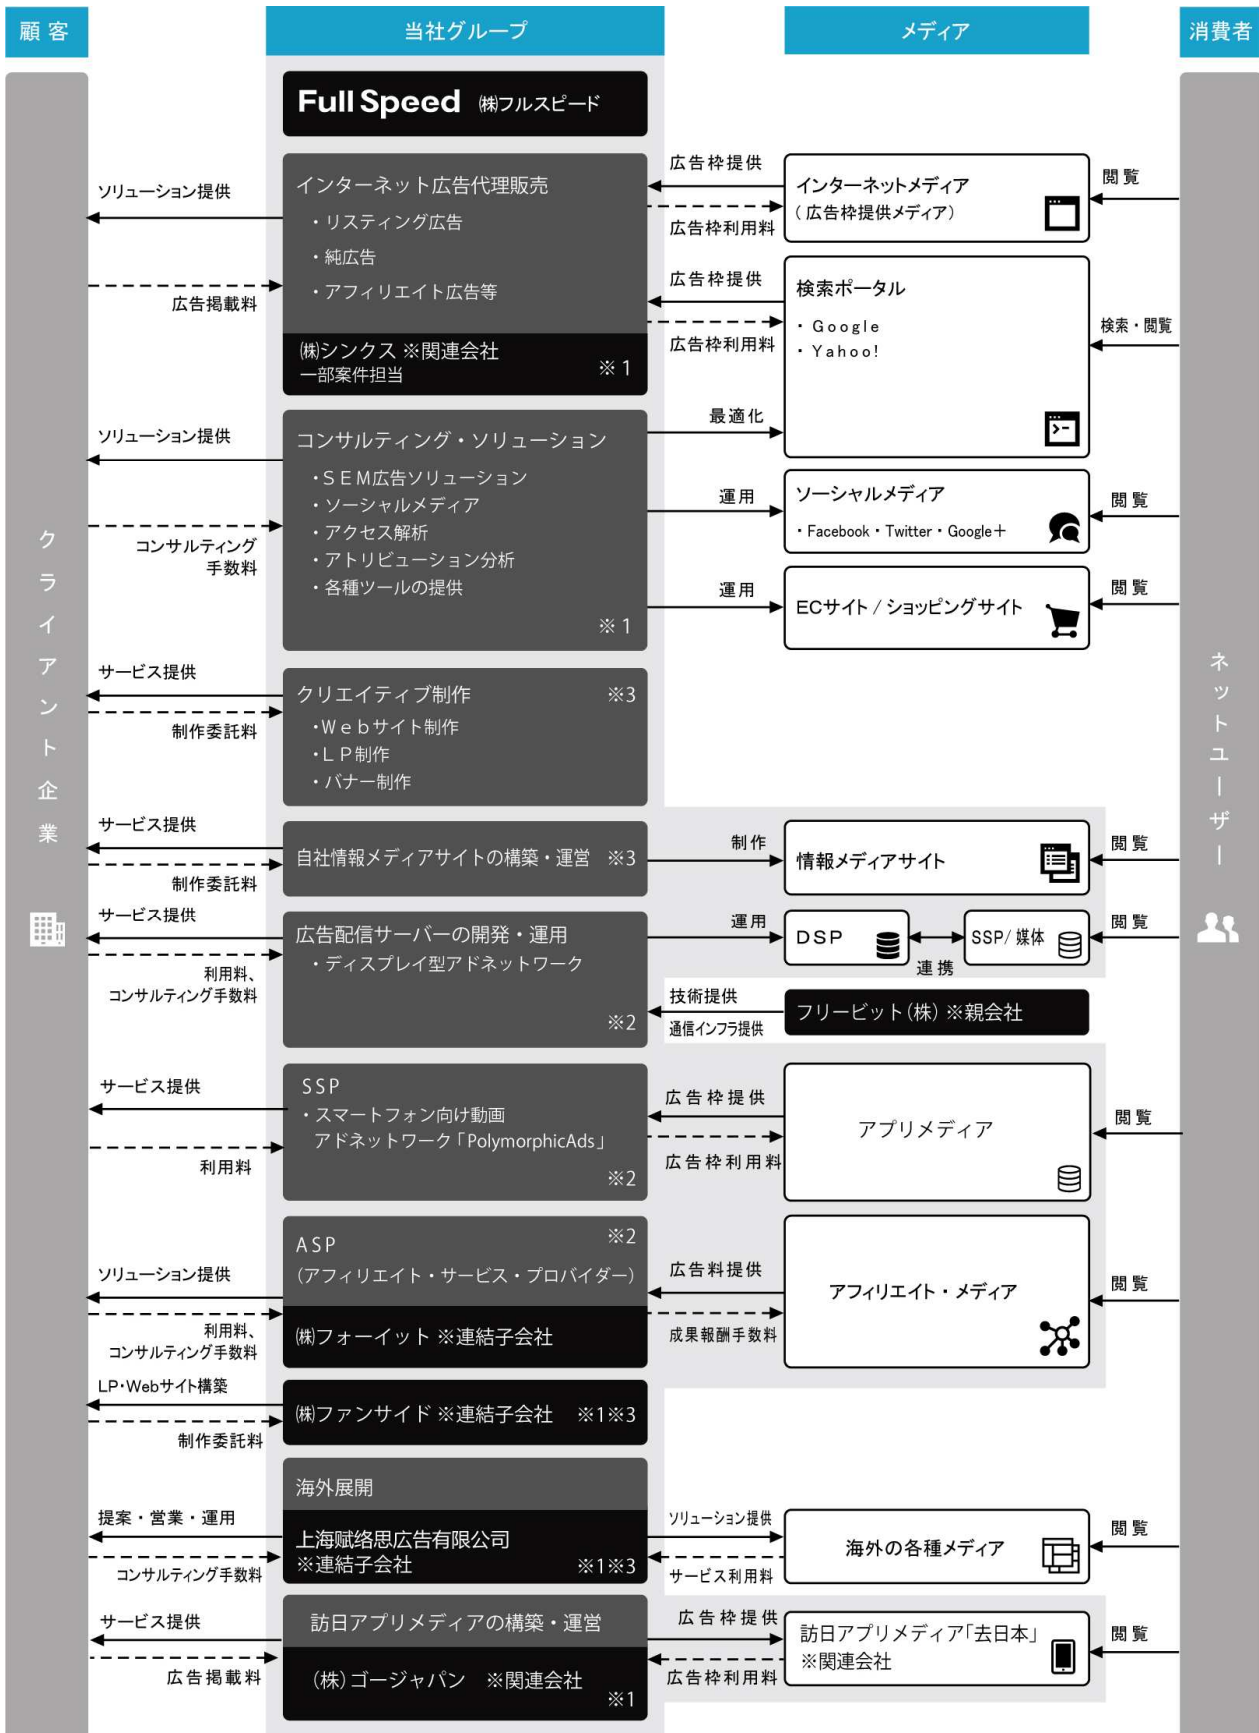 顧客
当社グループ
メディア
消費者
クライアント企業
ネットユーザー
Full Speed ㈱フルスピード
ソリューション提供
広告掲載料
インターネット広告代理販売
・リスティング広告
・純広告
・アフィリエイト広告等
㈱シンクス ※関連会社
一部案件担当
※1
広告枠提供
広告枠利用料
インターネットメディア
(広告枠提供メディア)
閲覧
広告枠提供
広告枠利用料
検索ポータル
・Google
・Yahoo!
検索・閲覧
ソリューション提供
コンサルティング
手数料
コンサルティング・ソリューション
・SEM広告ソリューション
・ソーシャルメディア
・アクセス解析
・アトリビューション分析
・各種ツールの提供
※1
最適化
運用
ソーシャルメディア
・Facebook・Twitter・Google+
閲覧
運用
ECサイト / ショッピングサイト
閲覧
サービス提供
制作委託料
クリエイティブ制作 ※3
・Webサイト制作
・LP制作
・バナー制作
サービス提供
制作委託料
自社情報メディアサイトの構築・運営 ※3
制作
情報メディアサイト
閲覧
サービス提供
利用料、
コンサルティング手数料
広告配信サーバーの開発・運用
・ディスプレイ型アドネットワーク
※2
運用
DSP
連携
SSP/媒体
閲覧
技術提供
通信インフラ提供
フリービット(株)※親会社
サービス提供
利用料
SSP
・スマートフォン向け動画
アドネットワーク「PolymorphicAds」
※2
広告枠提供
広告枠利用料
アプリメディア
閲覧
ソリューション提供
利用料、
コンサルティング手数料
※2
ASP
(アフィリエイト・サービス・プロバイダー)
㈱フォーイット ※連結子会社
広告料提供
成果報酬手数料
アフィリエイト・メディア
閲覧
LP・Webサイト構築
制作委託料
㈱ファンサイド ※連結子会社 ※1※3
提案・営業・運用
コンサルティング手数料
海外展開
上海赋络思广告有限公司
※連結子会社 ※1※3
ソリューション提供
サービス利用料
海外の各種メディア
閲覧
サービス提供
広告掲載料
訪日アプリメディアの構築・運営
(株)ゴージャパン ※関連会社
※1
広告枠提供
広告枠利用料
訪日アプリメディア「去日本」
※関連会社
閲覧